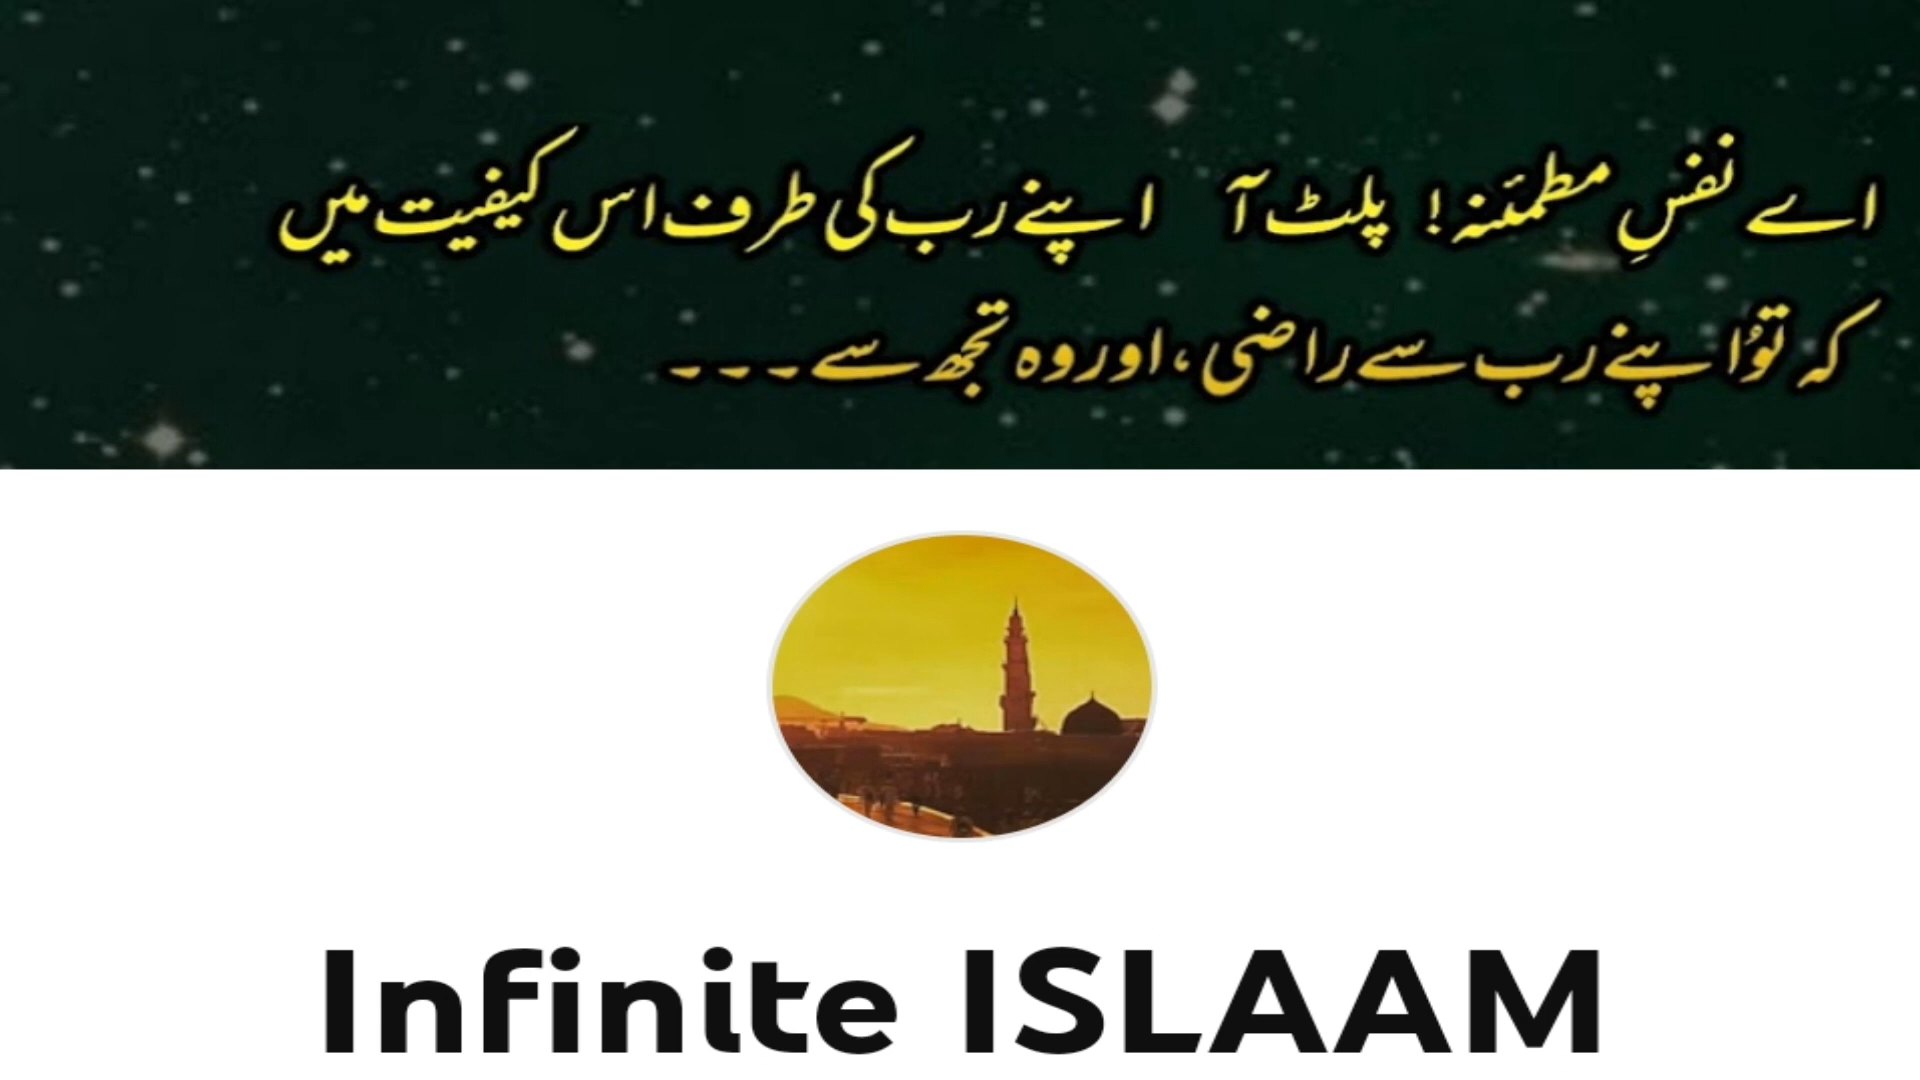 اے نفسِ مطمئنہ! پلٹ آ اپنے رب کی طرف اس کیفیت میں
کہ تُو اپنے رب سے راضی، اور وہ تجھ سے۔۔۔
Infinite ISLAAM